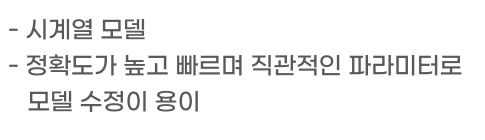 - 시계열 모델
- 정확도가 높고 빠르며 직관적인 파라미터로
모델 수정이 용이